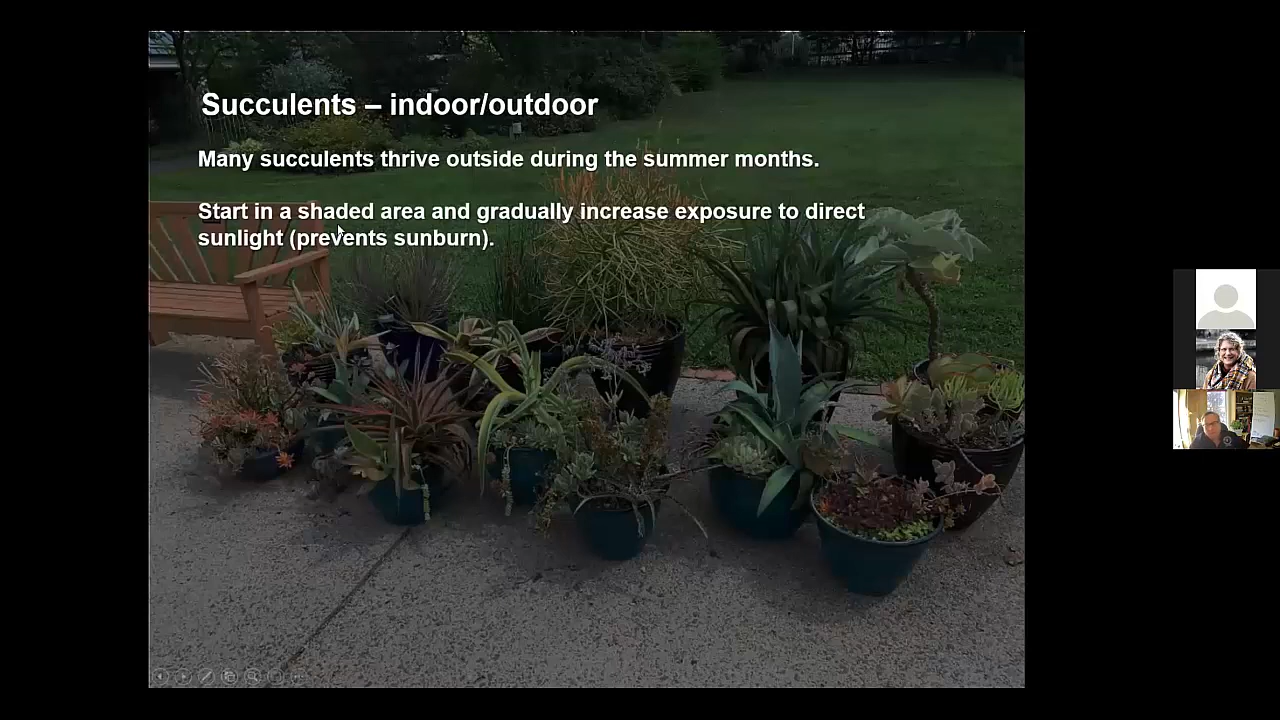 Succulents – indoor/outdoor
Many succulents thrive outside during the summer months.
Start in a shaded area and gradually increase exposure to direct
sunlight (prevents sunburn).